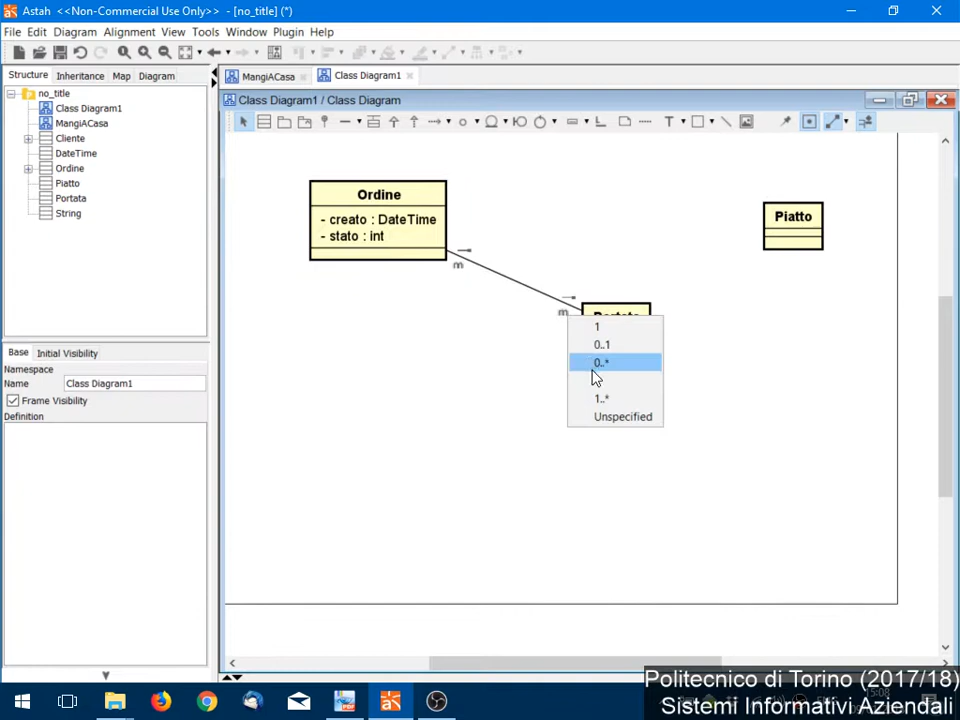 Astah <<Non-Commercial Use Only>> - [no_title] (*)
File Edit Diagram Alignment View Tools Window Plugin Help
Structure Inheritance Map Diagram
MangiACasa
Class Diagram1
no_title
Class Diagram1
MangiACasa
Cliente
DateTime
Ordine
Piatto
Portata
String
Class Diagram1 / Class Diagram
T
Ordine
- creato : DateTime
- stato : int
Piatto
m
m
Portata
1
0..1
0..*
1..*
Unspecified
Base Initial Visibility
Namespace
Name Class Diagram1
Frame Visibility
Definition
Politecnico di Torino (2017/18)
Sistemi Informativi Aziendali